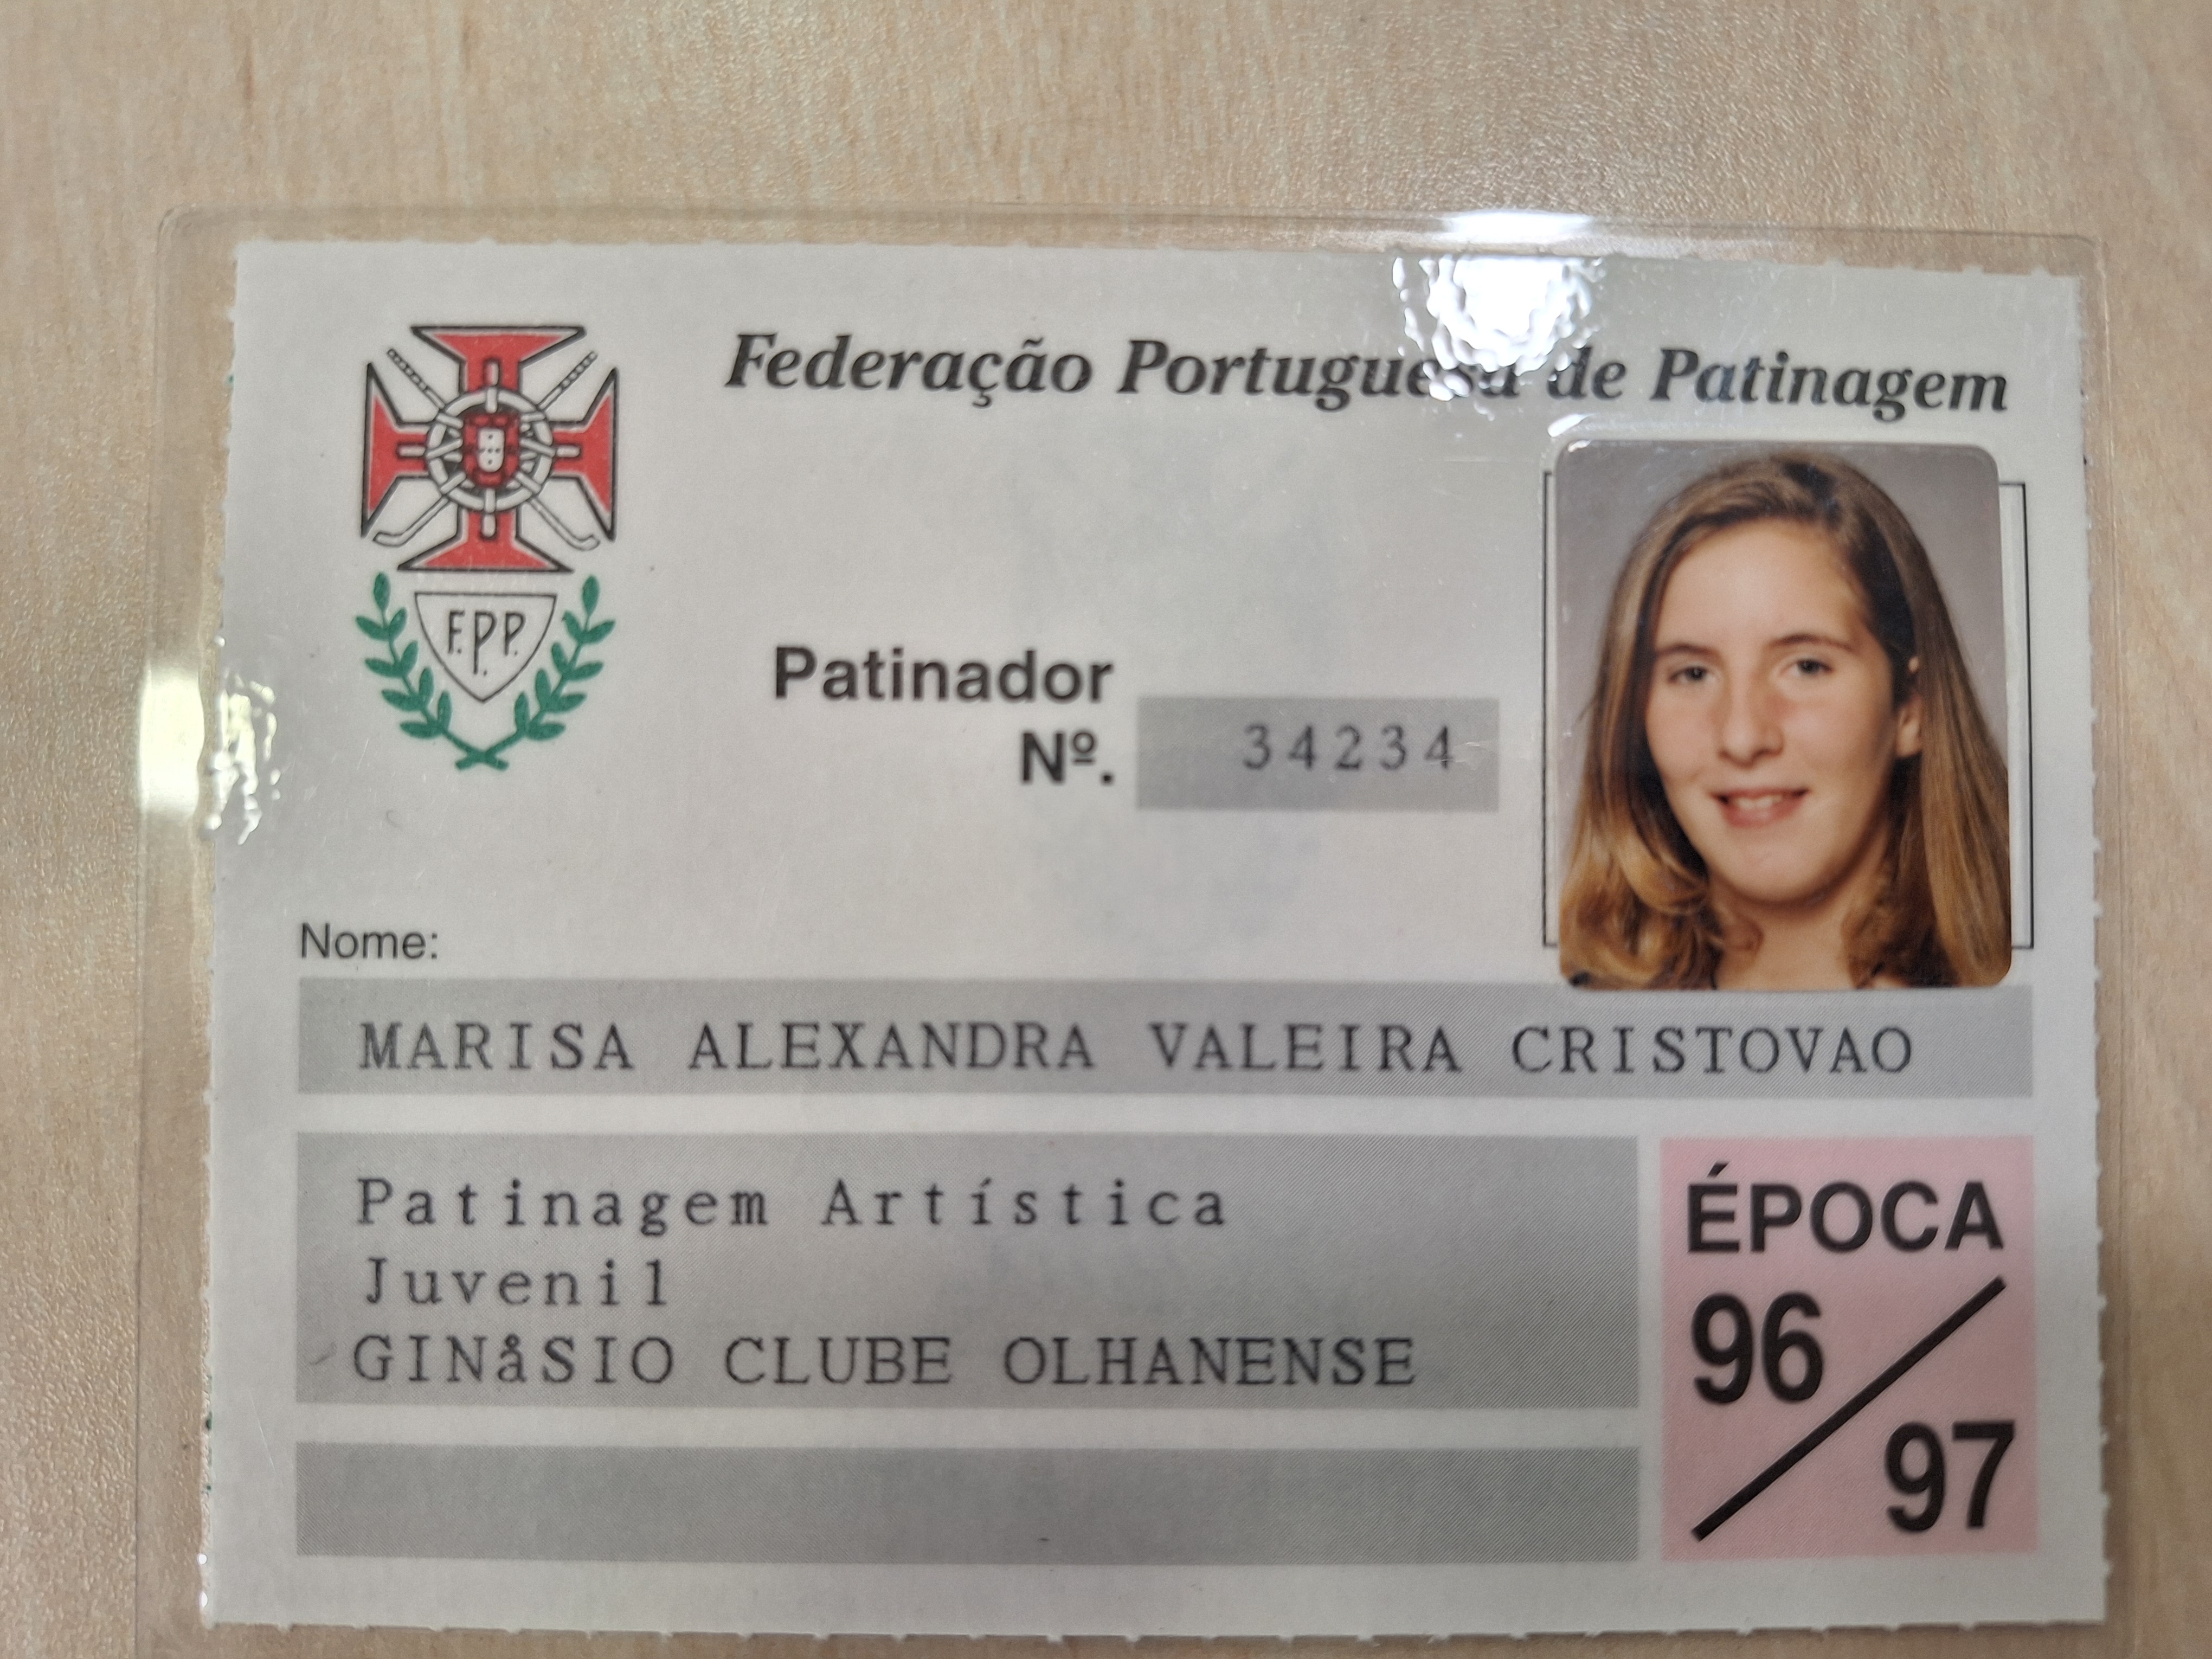 Federação Portuguesa de Patinagem
F.P.P.
Patinador
Nº. 34234
Nome:
MARISA ALEXANDRA VALEIRA CRISTOVAO
Patinagem Artística
Juvenil
GINåSIO CLUBE OLHANENSE
ÉPOCA
96
97